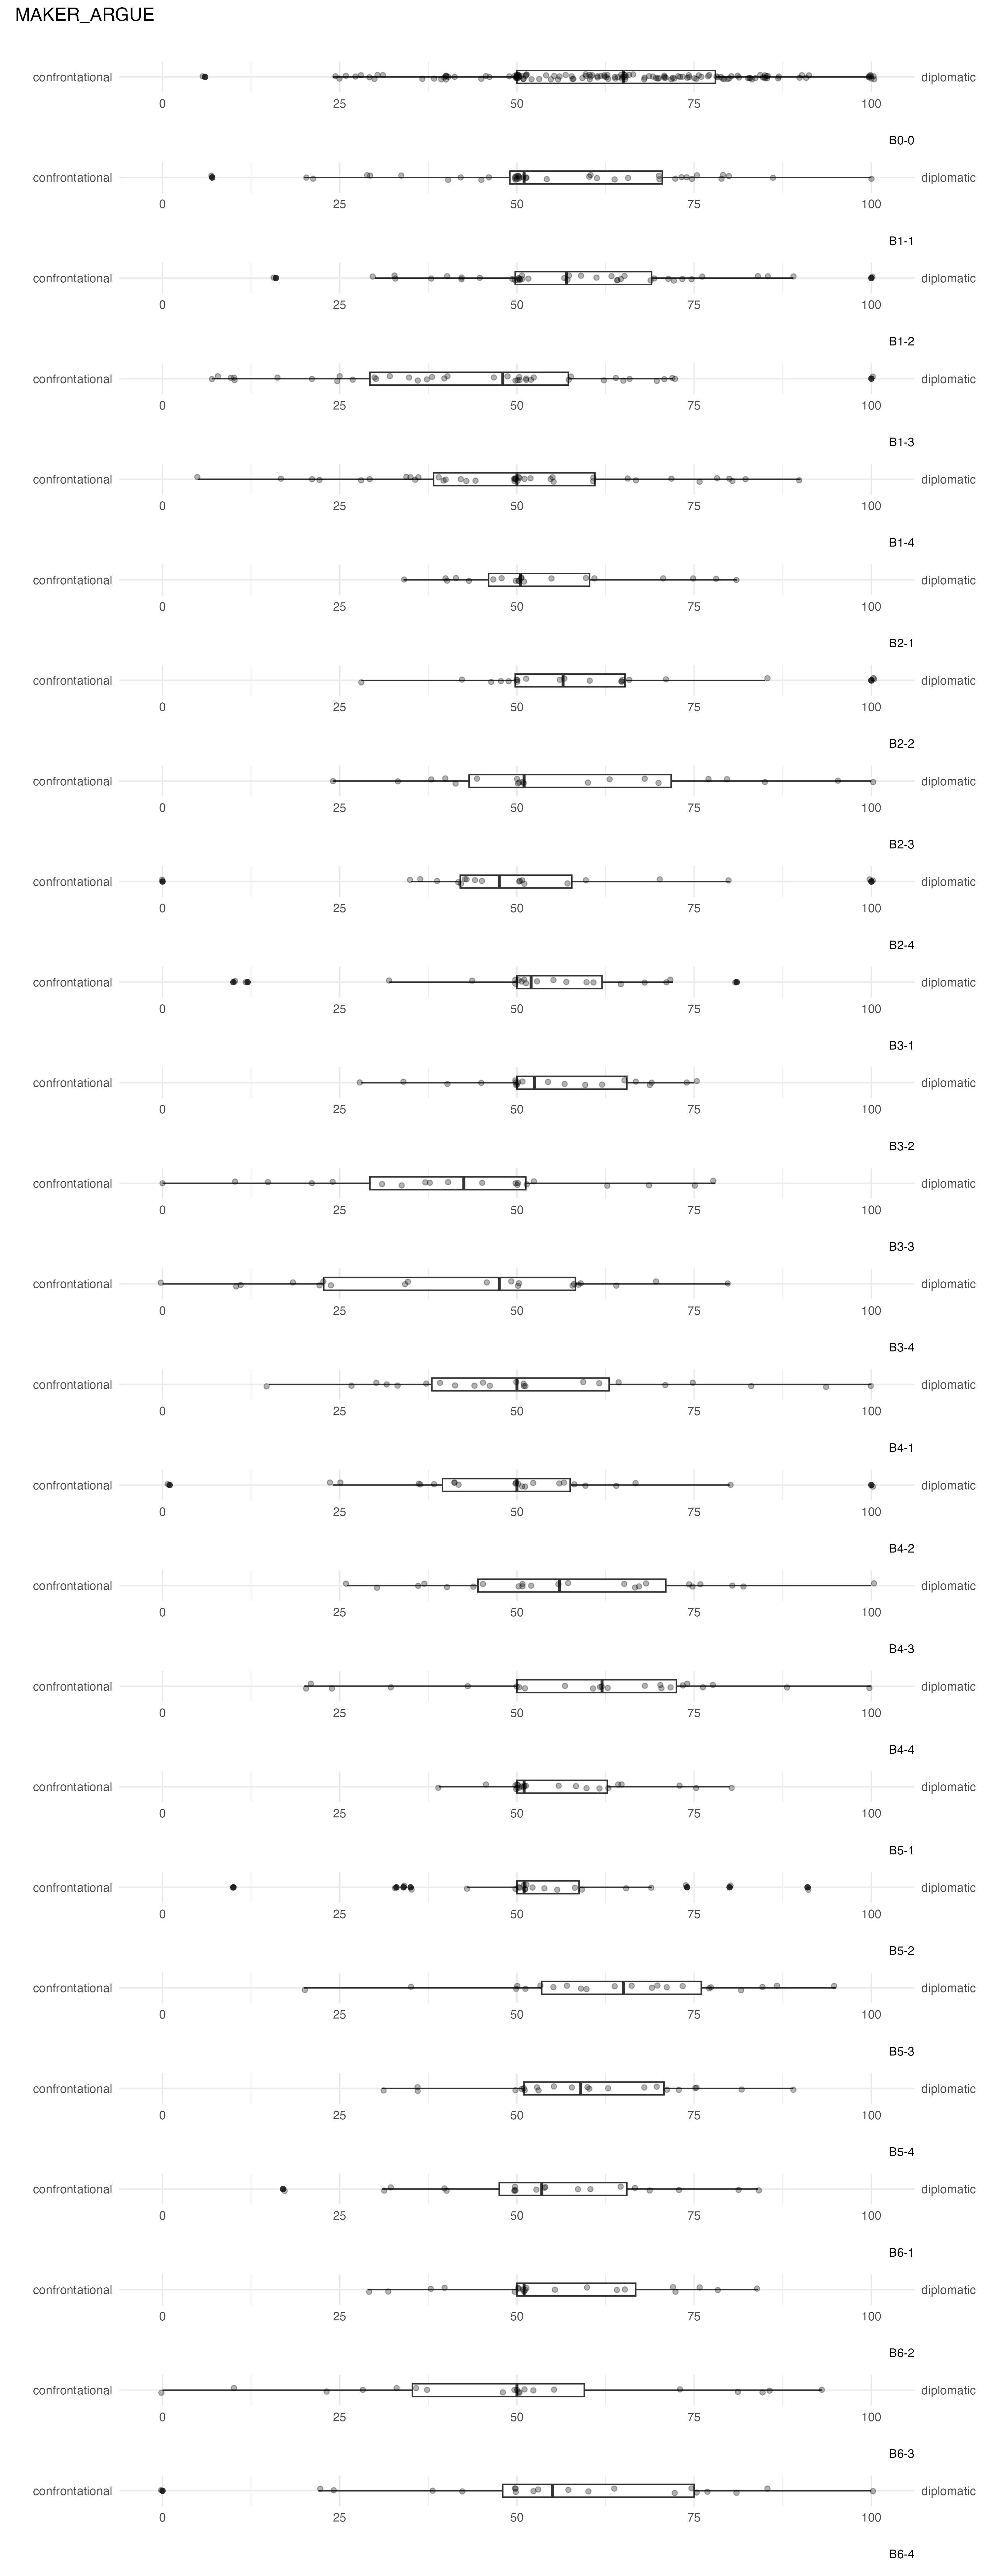 MAKER_ARGUE
confrontational diplomatic
0 25 50 75 100
B0-0
confrontational diplomatic
0 25 50 75 100
B1-1
confrontational diplomatic
0 25 50 75 100
B1-2
confrontational diplomatic
0 25 50 75 100
B1-3
confrontational diplomatic
0 25 50 75 100
B1-4
confrontational diplomatic
0 25 50 75 100
B2-1
confrontational diplomatic
0 25 50 75 100
B2-2
confrontational diplomatic
0 25 50 75 100
B2-3
confrontational diplomatic
0 25 50 75 100
B2-4
confrontational diplomatic
0 25 50 75 100
B3-1
confrontational diplomatic
0 25 50 75 100
B3-2
confrontational diplomatic
0 25 50 75 100
B3-3
confrontational diplomatic
0 25 50 75 100
B3-4
confrontational diplomatic
0 25 50 75 100
B4-1
confrontational diplomatic
0 25 50 75 100
B4-2
confrontational diplomatic
0 25 50 75 100
B4-3
confrontational diplomatic
0 25 50 75 100
B4-4
confrontational diplomatic
0 25 50 75 100
B5-1
confrontational diplomatic
0 25 50 75 100
B5-2
confrontational diplomatic
0 25 50 75 100
B5-3
confrontational diplomatic
0 25 50 75 100
B5-4
confrontational diplomatic
0 25 50 75 100
B6-1
confrontational diplomatic
0 25 50 75 100
B6-2
confrontational diplomatic
0 25 50 75 100
B6-3
confrontational diplomatic
0 25 50 75 100
B6-4